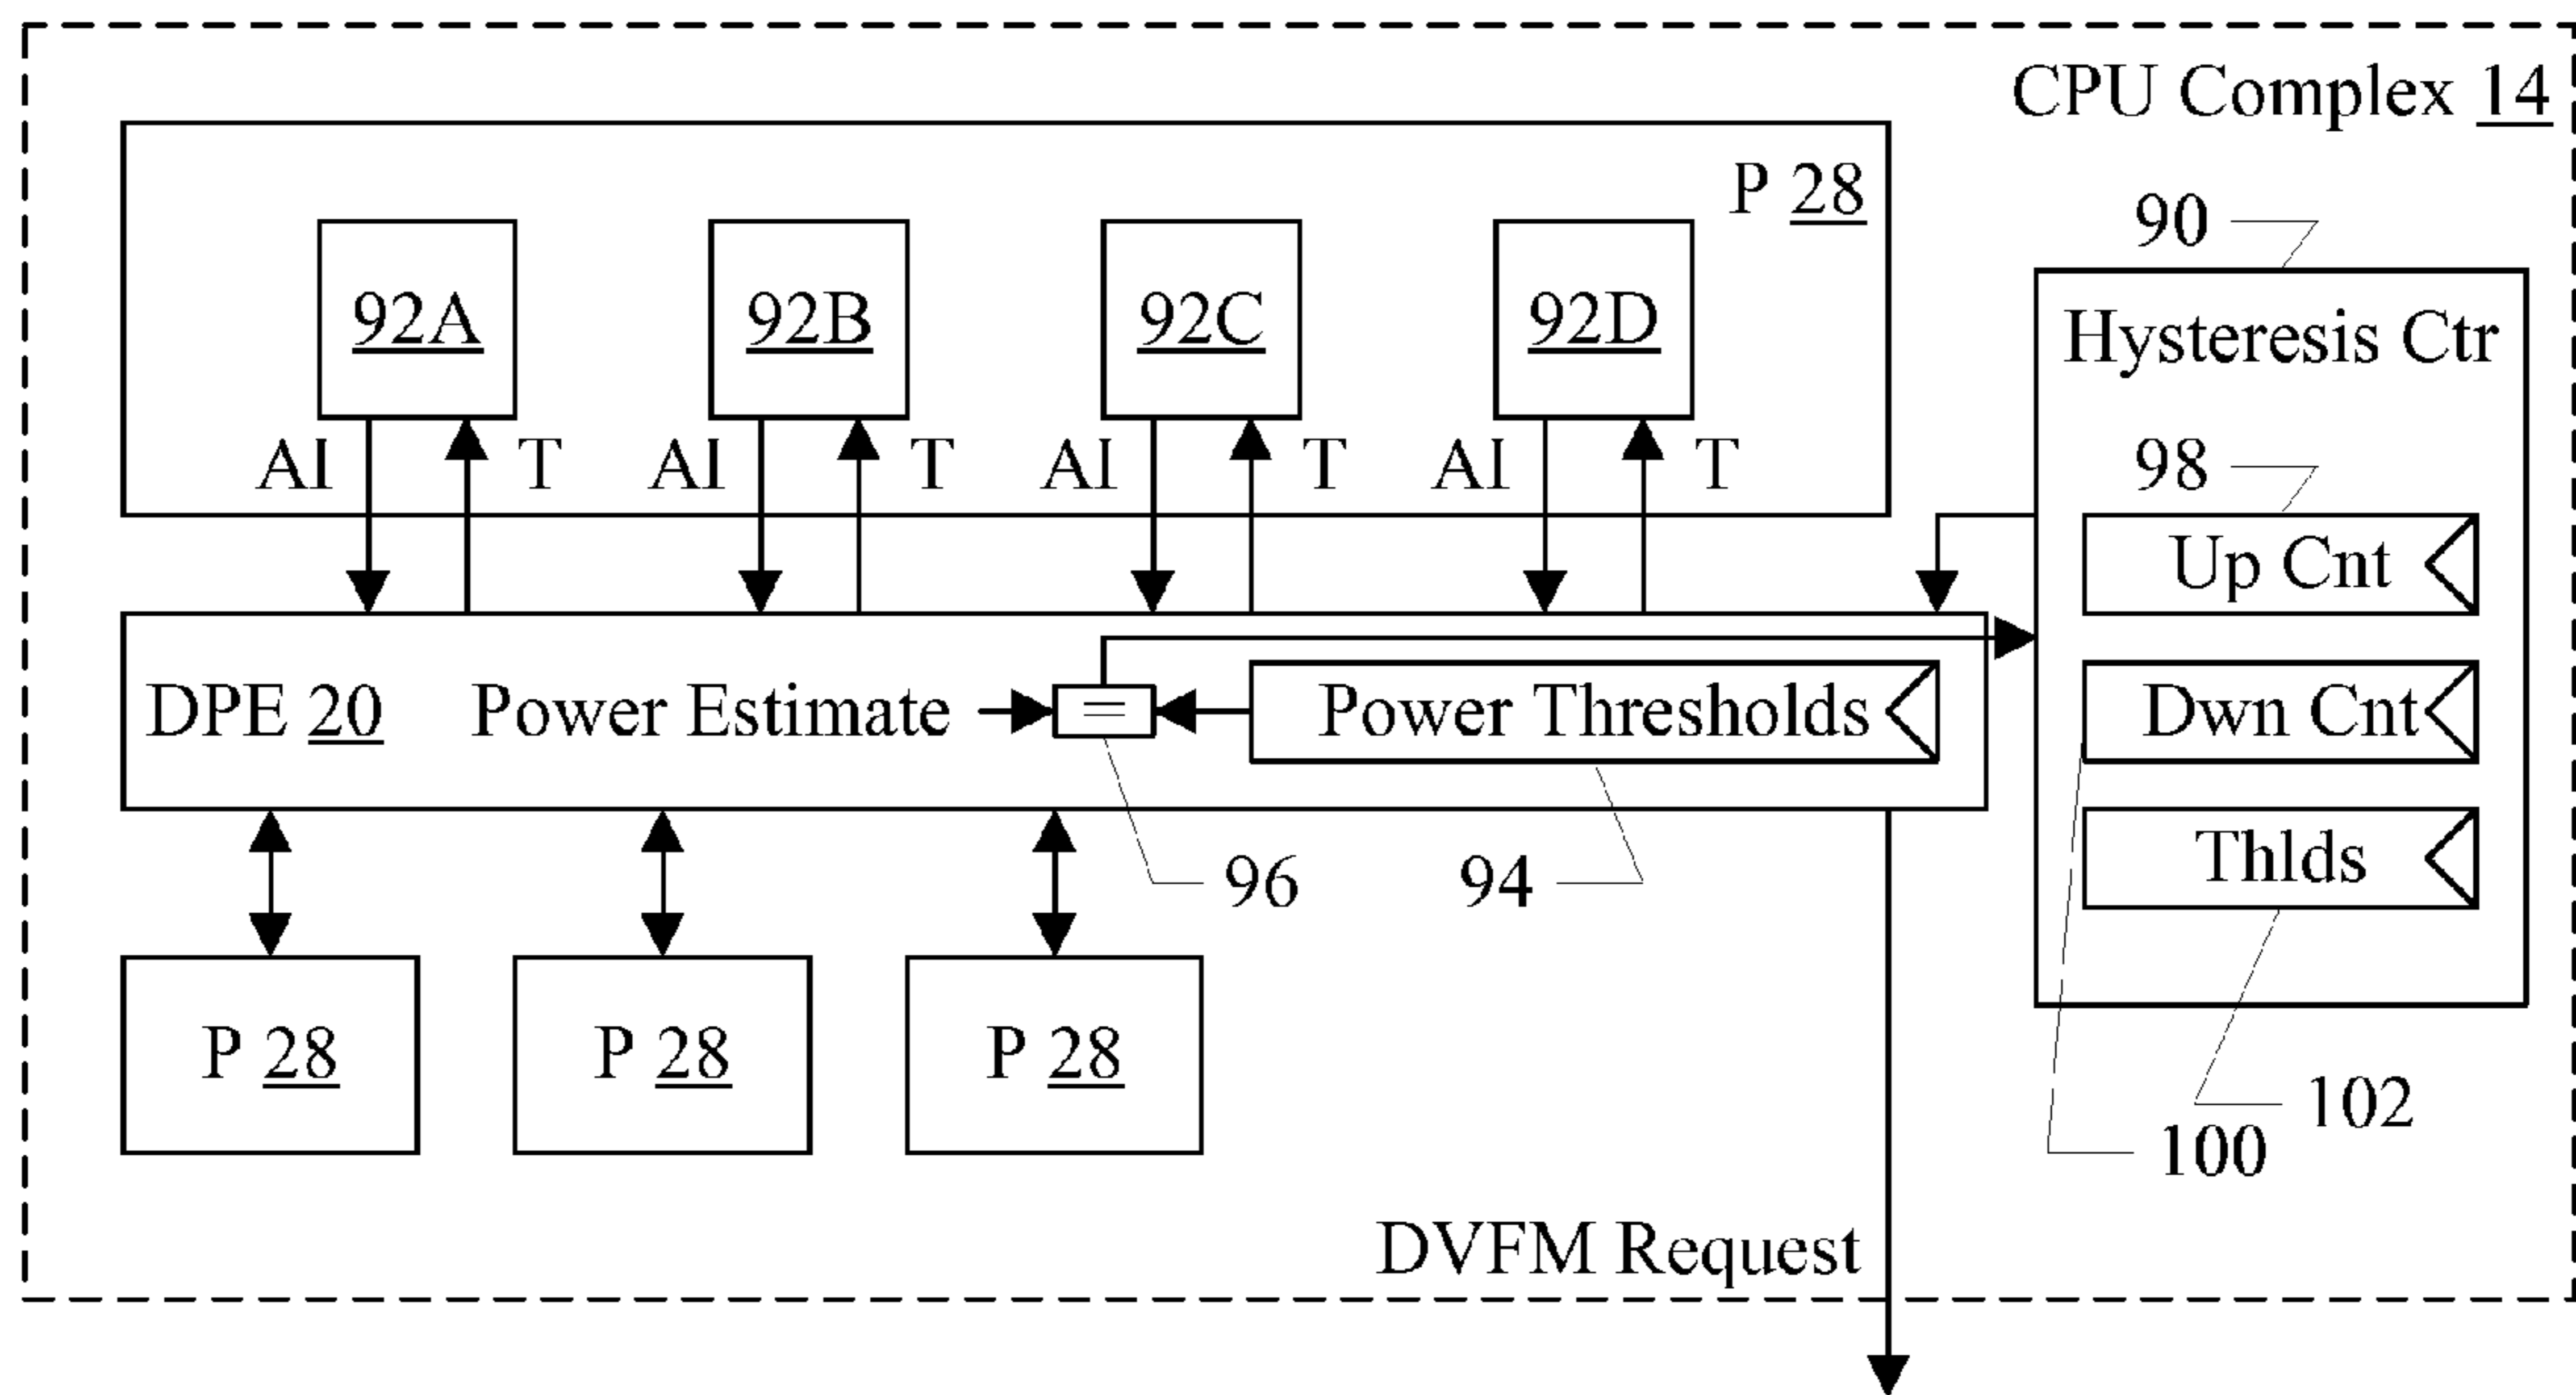 CPU Complex 14
P 28
90
92A
92B
92C
92D
Hysteresis Ctr
AI
T
AI
T
AI
T
AI
T
98
Up Cnt
DPE 20
Power Estimate
=
Power Thresholds
Dwn Cnt
96
94
Thlds
P 28
P 28
P 28
102
100
DVFM Request